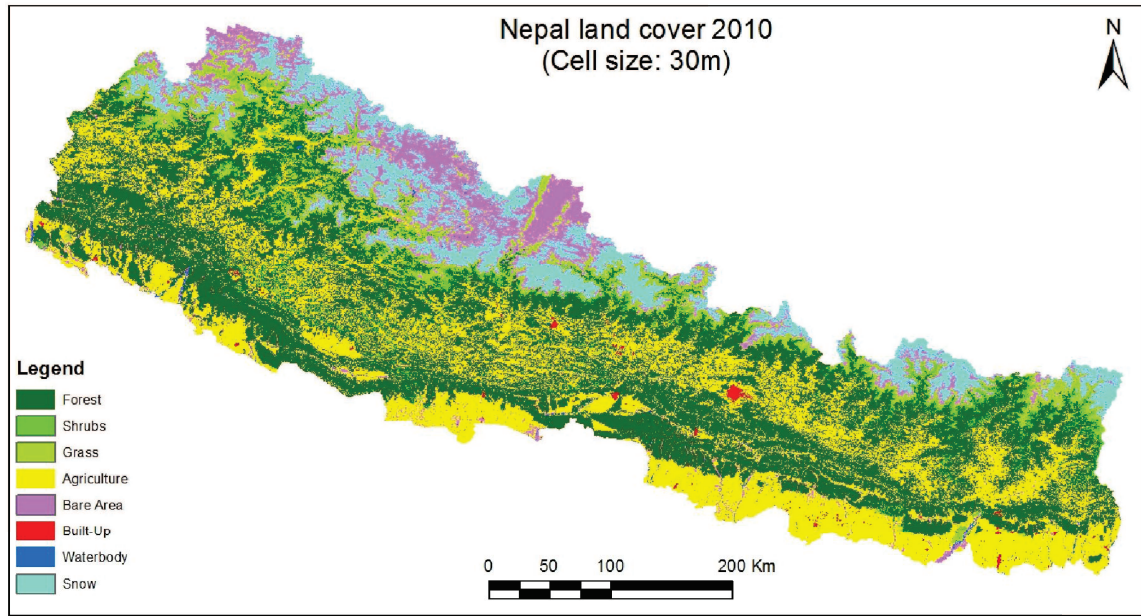 Nepal land cover 2010
(Cell size: 30m)
N
Legend
Forest
Shrubs
Grass
Agriculture
Bare Area
Built-Up
Waterbody
Snow
0 50 100 200 Km